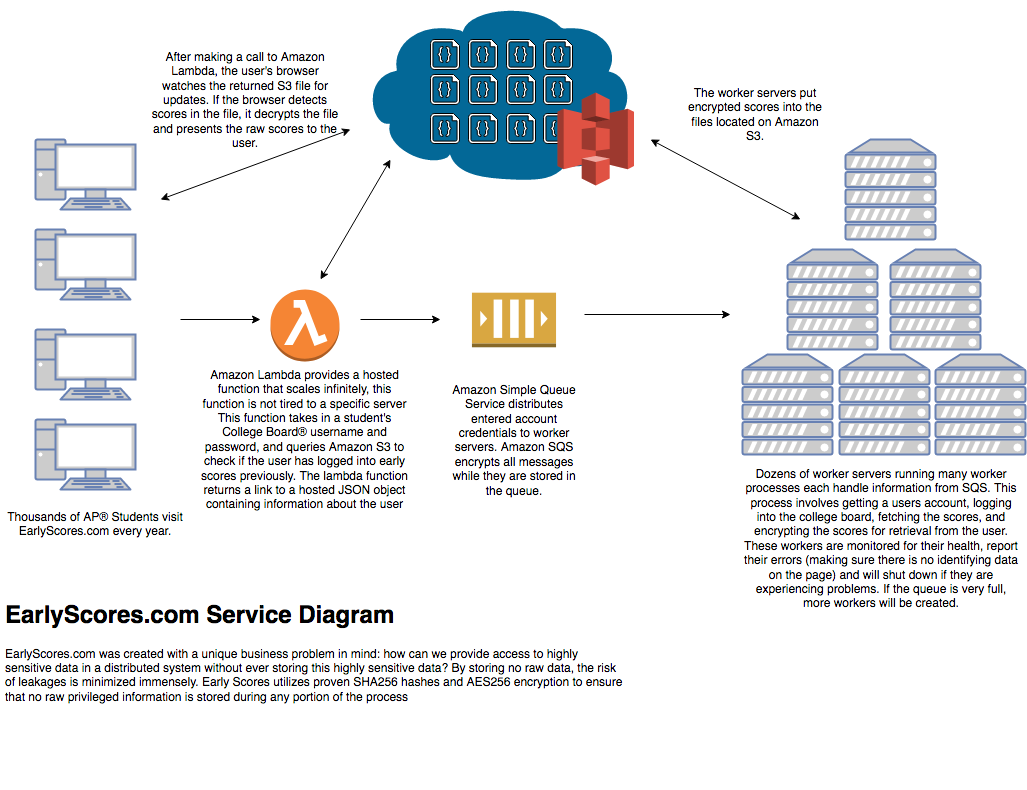 After making a call to Amazon
Lambda, the user's browser
watches the returned S3 file for
updates. If the browser detects
scores in the file, it decrypts the file
and presents the raw scores to the
user.
{} {} {} {}
{} {} {} {}
{} {} {} {}
The worker servers put
encrypted scores into the
files located on Amazon
S3.
λ
Amazon Lambda provides a hosted
function that scales infinitely, this
function is not tired to a specific server
This function takes in a student's
College Board® username and
password, and queries Amazon S3 to
check if the user has logged into early
scores previously. The lambda function
returns a link to a hosted JSON object
containing information about the user
Amazon Simple Queue
Service distributes
entered account
credentials to worker
servers. Amazon SQS
encrypts all messages
while they are stored in
the queue.
Dozens of worker servers running many worker
processes each handle information from SQS. This
process involves getting a users account, logging
into the college board, fetching the scores, and
encrypting the scores for retrieval from the user.
These workers are monitored for their health, report
their errors (making sure there is no identifying data
on the page) and will shut down if they are
experiencing problems. If the queue is very full,
more workers will be created.
Thousands of AP® Students visit
EarlyScores.com every year.
EarlyScores.com Service Diagram
EarlyScores.com was created with a unique business problem in mind: how can we provide access to highly
sensitive data in a distributed system without ever storing this highly sensitive data? By storing no raw data, the risk
of leakages is minimized immensely. Early Scores utilizes proven SHA256 hashes and AES256 encryption to ensure
that no raw privileged information is stored during any portion of the process